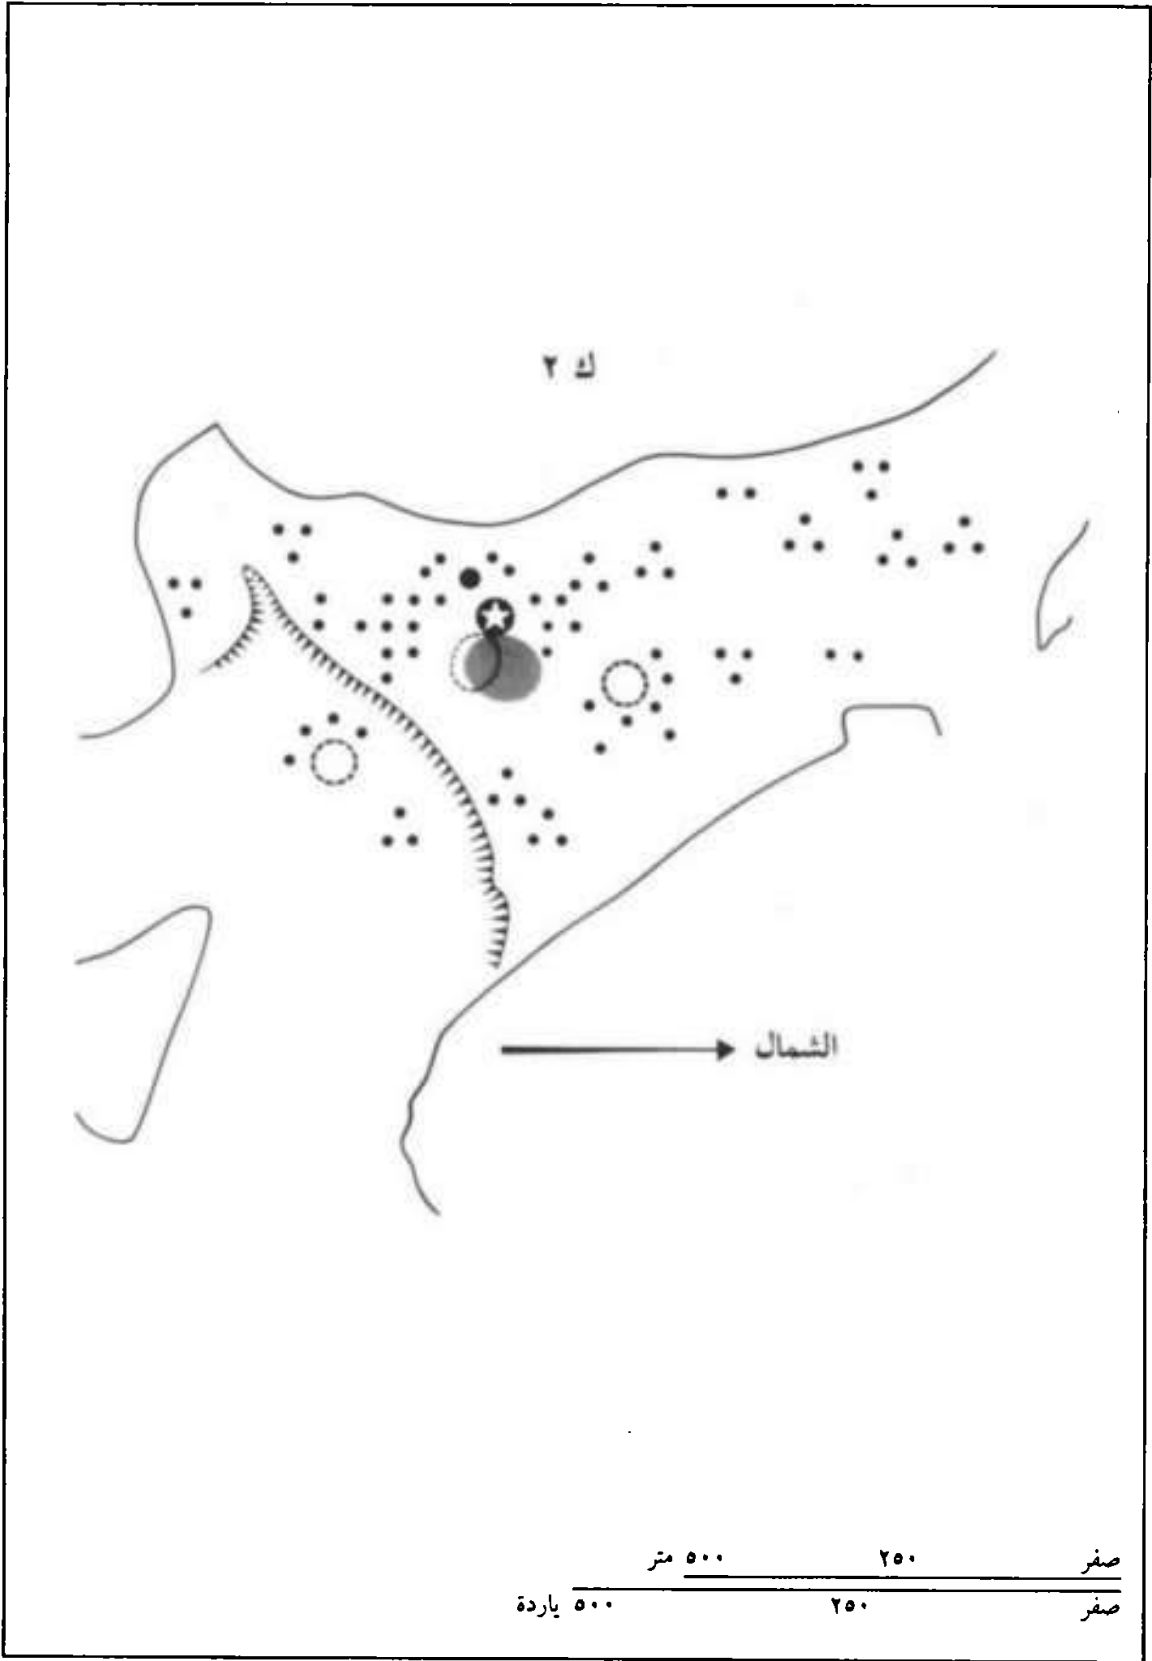 ك ٢
الشمال
صفر ٢٥٠ ٥٠٠ متر
صفر ٢٥٠ ٥٠٠ ياردة